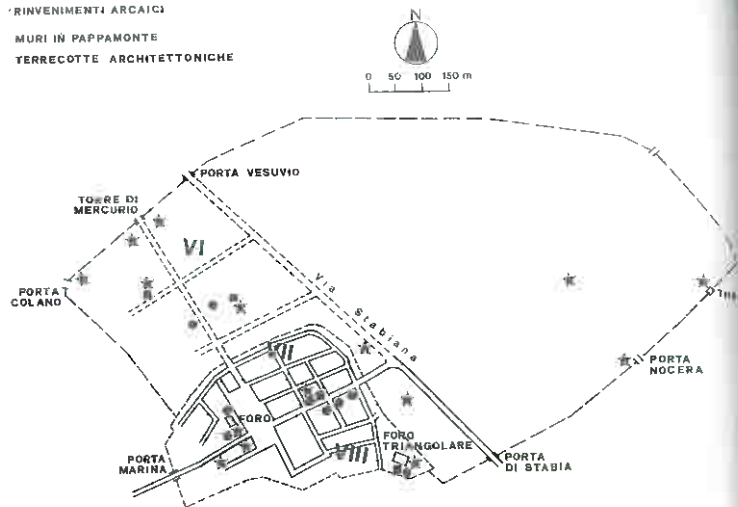 RINVENIMENTI ARCAICI
MURI IN PAPPAMONTE
TERRECOTTE ARCHITETTONICHE
N
0 50 100 150 m
PORTA VESUVIO
TORRE DI
MERCURIO
VI
PORTA
COLANO
Via Stabiana
VII
PORTA
NOCERA
FORO
FORO
TRIANGOLARE
VIII
PORTA
MARINA
PORTA
DI STABIA